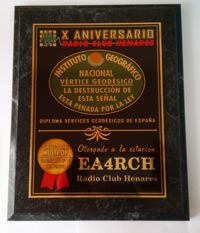 X ANIVERSARIO
RADIO CLUB HENARES
INSTITUTO GEOGRÁFICO
NACIONAL
VÉRTICE GEODÉSICO
LA DESTRUCCIÓN DE
ESTA SEÑAL
ESTÁ PENADA POR LA LEY
DIPLOMA VÉRTICES GEODÉSICOS DE ESPAÑA
Otorgado a la estación
EA4RCH
Radio Club Henares